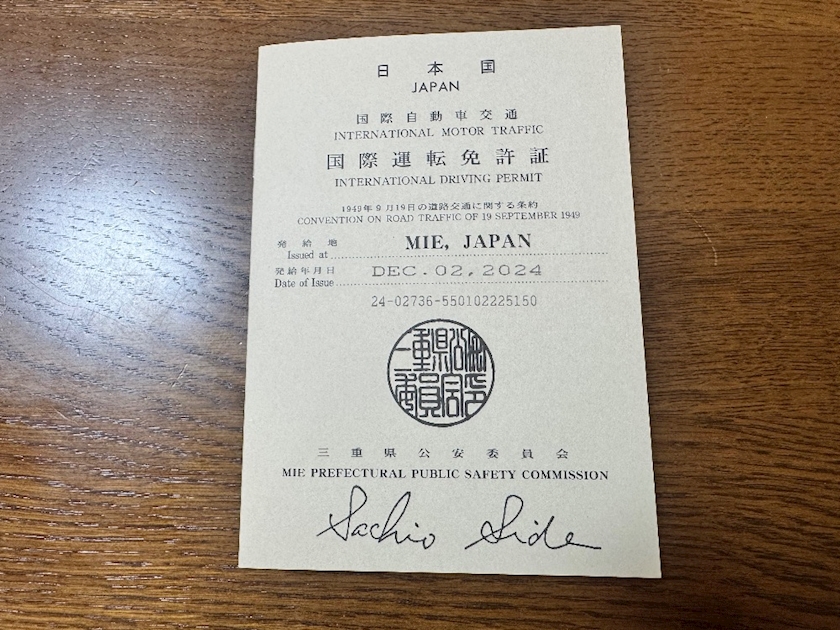 日本国
JAPAN
国際自動車交通
INTERNATIONAL MOTOR TRAFFIC
国際運転免許証
INTERNATIONAL DRIVING PERMIT
1949年9月19日の道路交通に関する条約
CONVENTION ON ROAD TRAFFIC OF 19 SEPTEMBER 1949
発給地
Issued at MIE, JAPAN
発給年月日
Date of Issue DEC.02,2024
24-02736-550102225150
三重県公安委員会
MIE PREFECTURAL PUBLIC SAFETY COMMISSION
Sachio Side